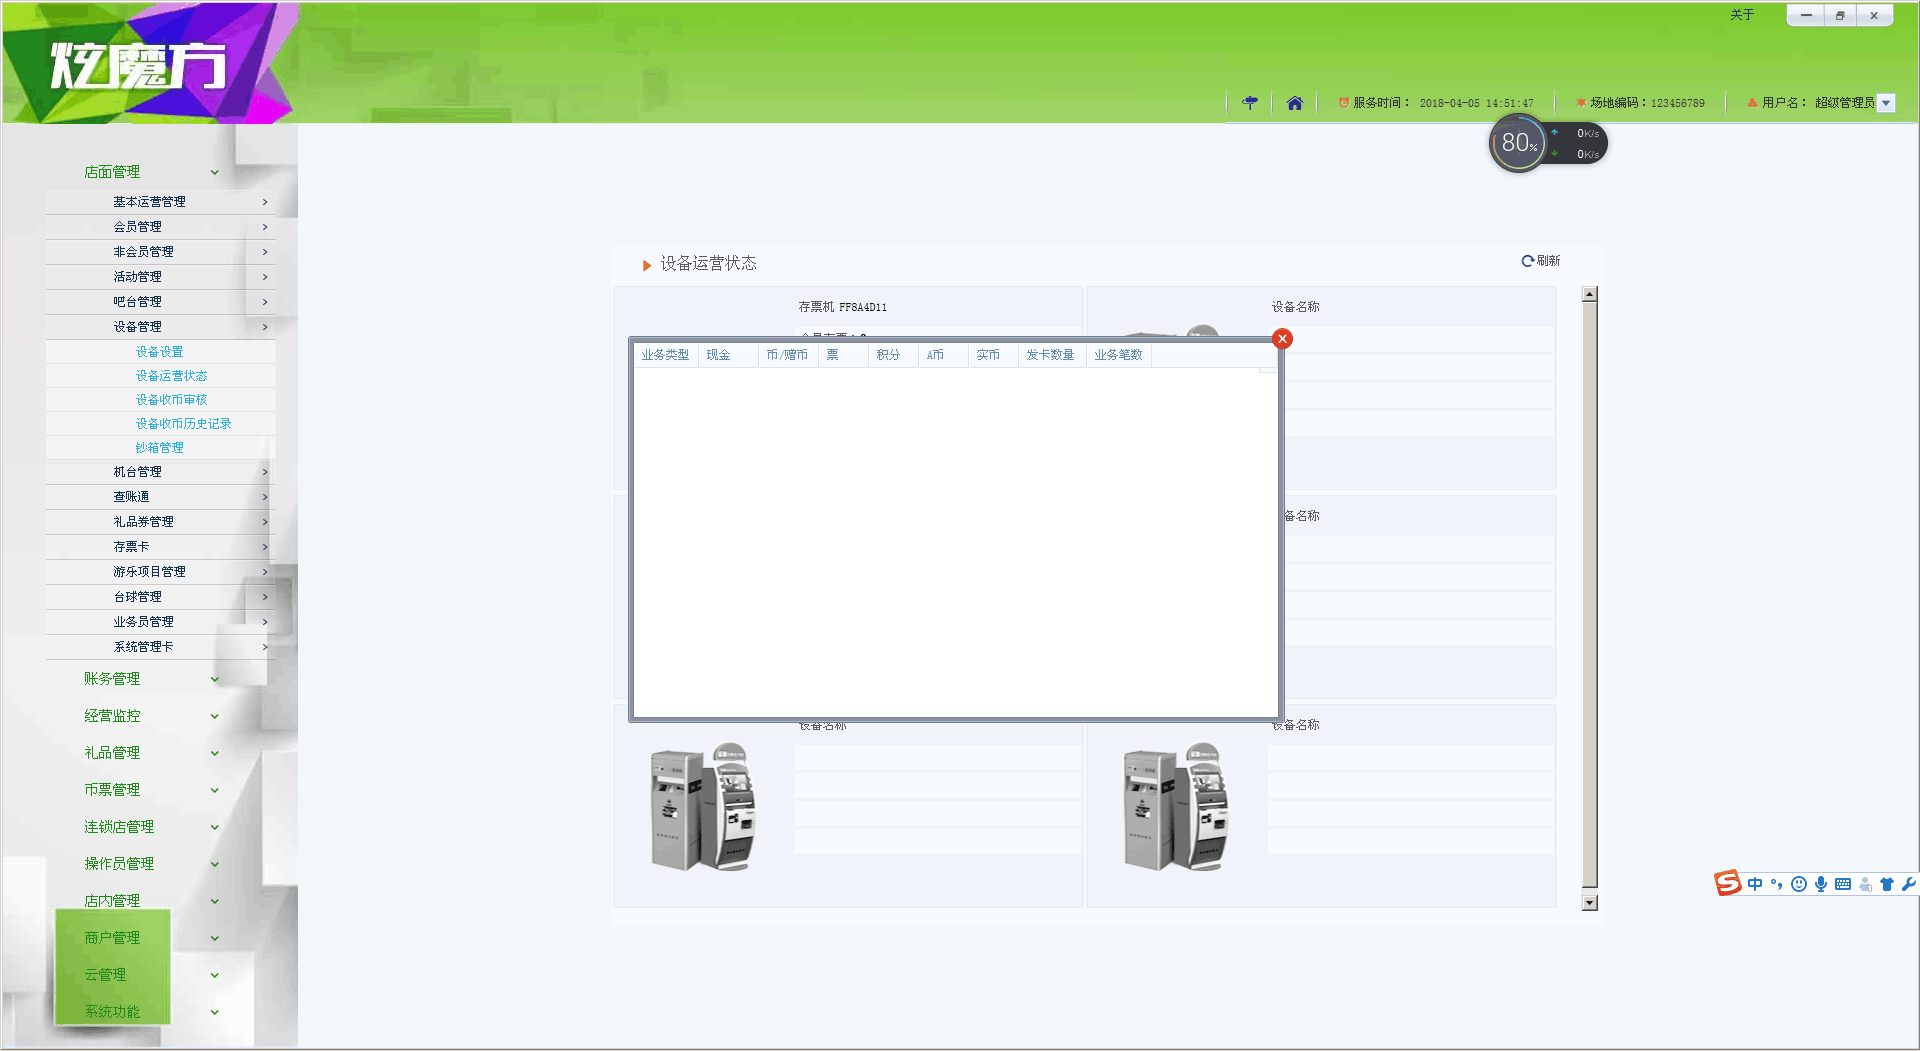 关于
炫魔方
服务时间： 2018-04-05 14:51:47
场地编码：123456789
用户名： 超级管理员
80%
0K/s
0K/s
店面管理
基本运营管理
会员管理
非会员管理
活动管理
吧台管理
设备管理
设备设置
设备运营状态
设备收币审核
设备收币历史记录
钞箱管理
机台管理
查账通
礼品券管理
存票卡
游乐项目管理
台球管理
业务员管理
系统管理卡
账务管理
经营监控
礼品管理
币票管理
连锁店管理
操作员管理
店内管理
商户管理
云管理
系统功能
设备运营状态
刷新
存票机 FF8A4D11
设备名称
业务类型 现金 币/赠币 票 积分 A币 实币 发卡数量 业务笔数
备名称
设备名称
设备名称
中